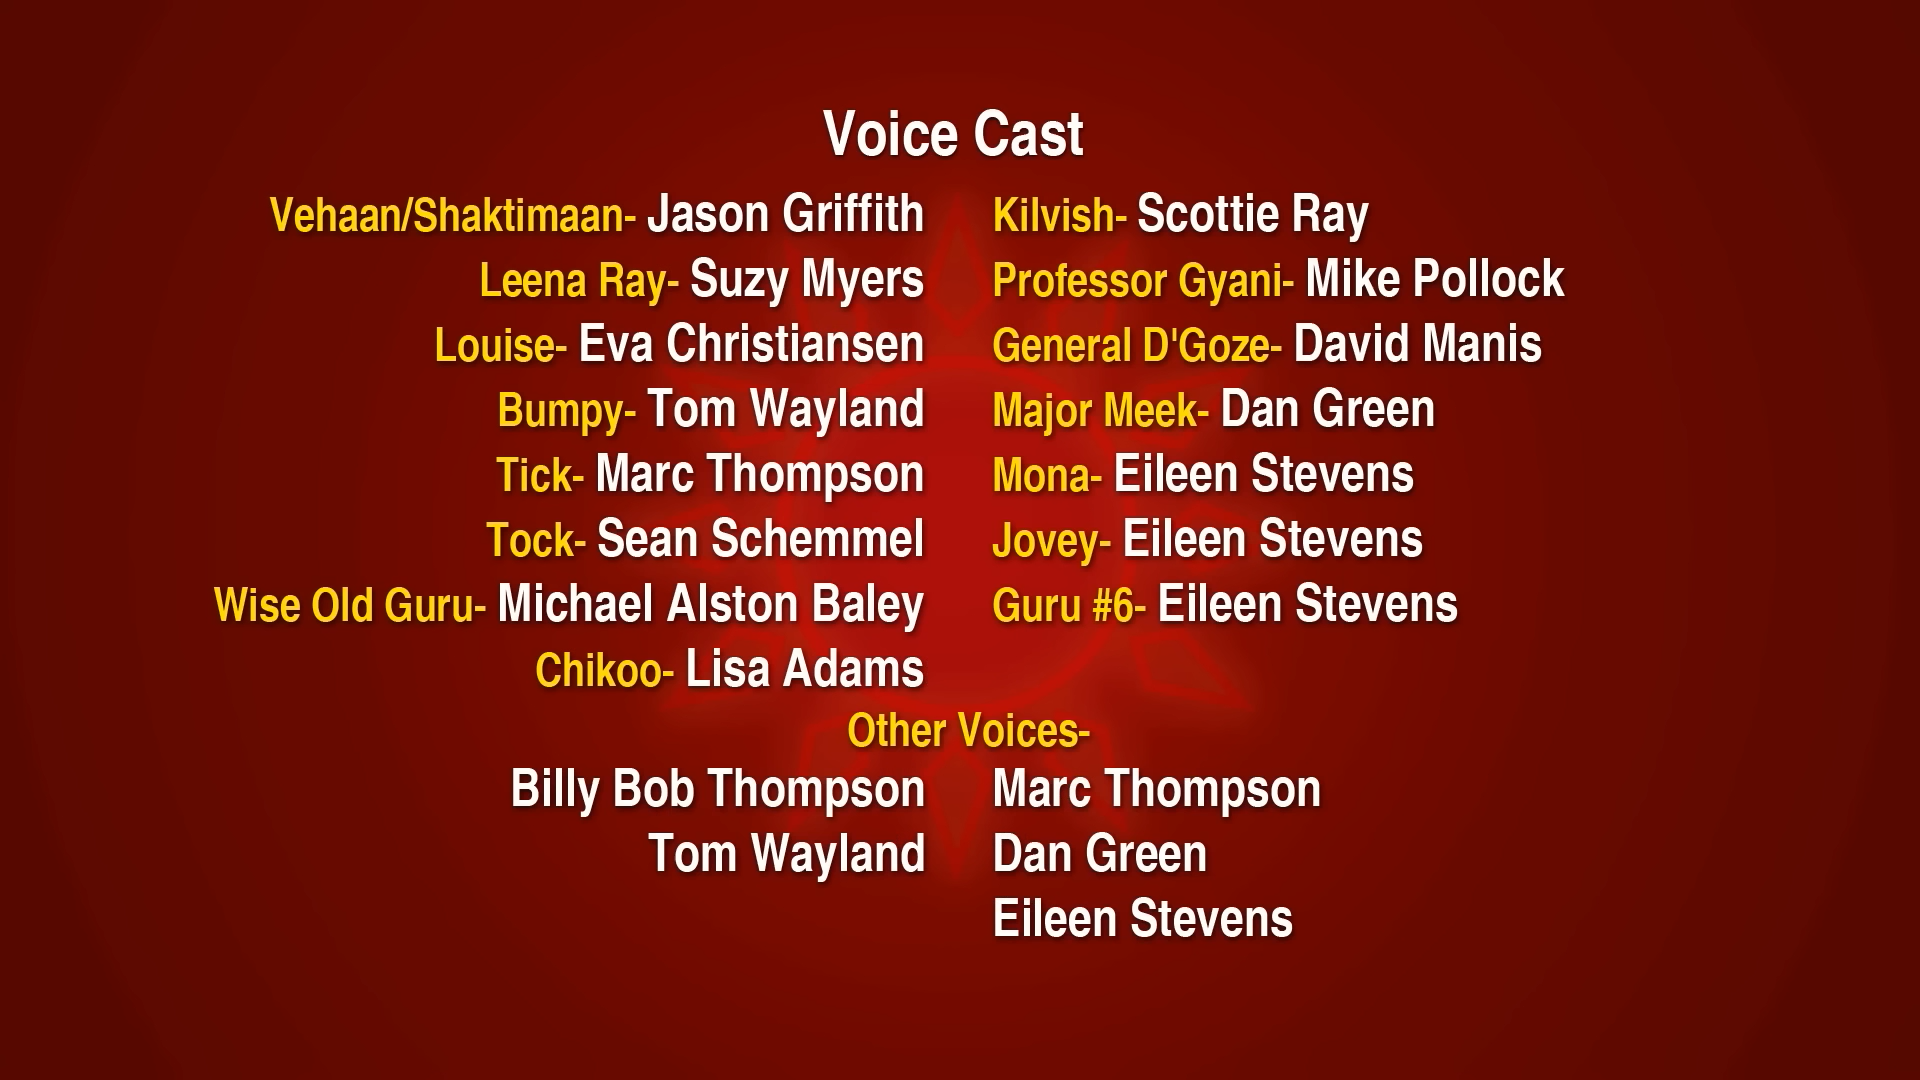 Voice Cast
Vehaan/Shaktimaan- Jason Griffith
Leena Ray- Suzy Myers
Louise- Eva Christiansen
Bumpy- Tom Wayland
Tick- Marc Thompson
Tock- Sean Schemmel
Wise Old Guru- Michael Alston Baley
Chikoo- Lisa Adams
Kilvish- Scottie Ray
Professor Gyani- Mike Pollock
General D'Goze- David Manis
Major Meek- Dan Green
Mona- Eileen Stevens
Jovey- Eileen Stevens
Guru #6- Eileen Stevens
Other Voices-
Billy Bob Thompson
Tom Wayland
Marc Thompson
Dan Green
Eileen Stevens